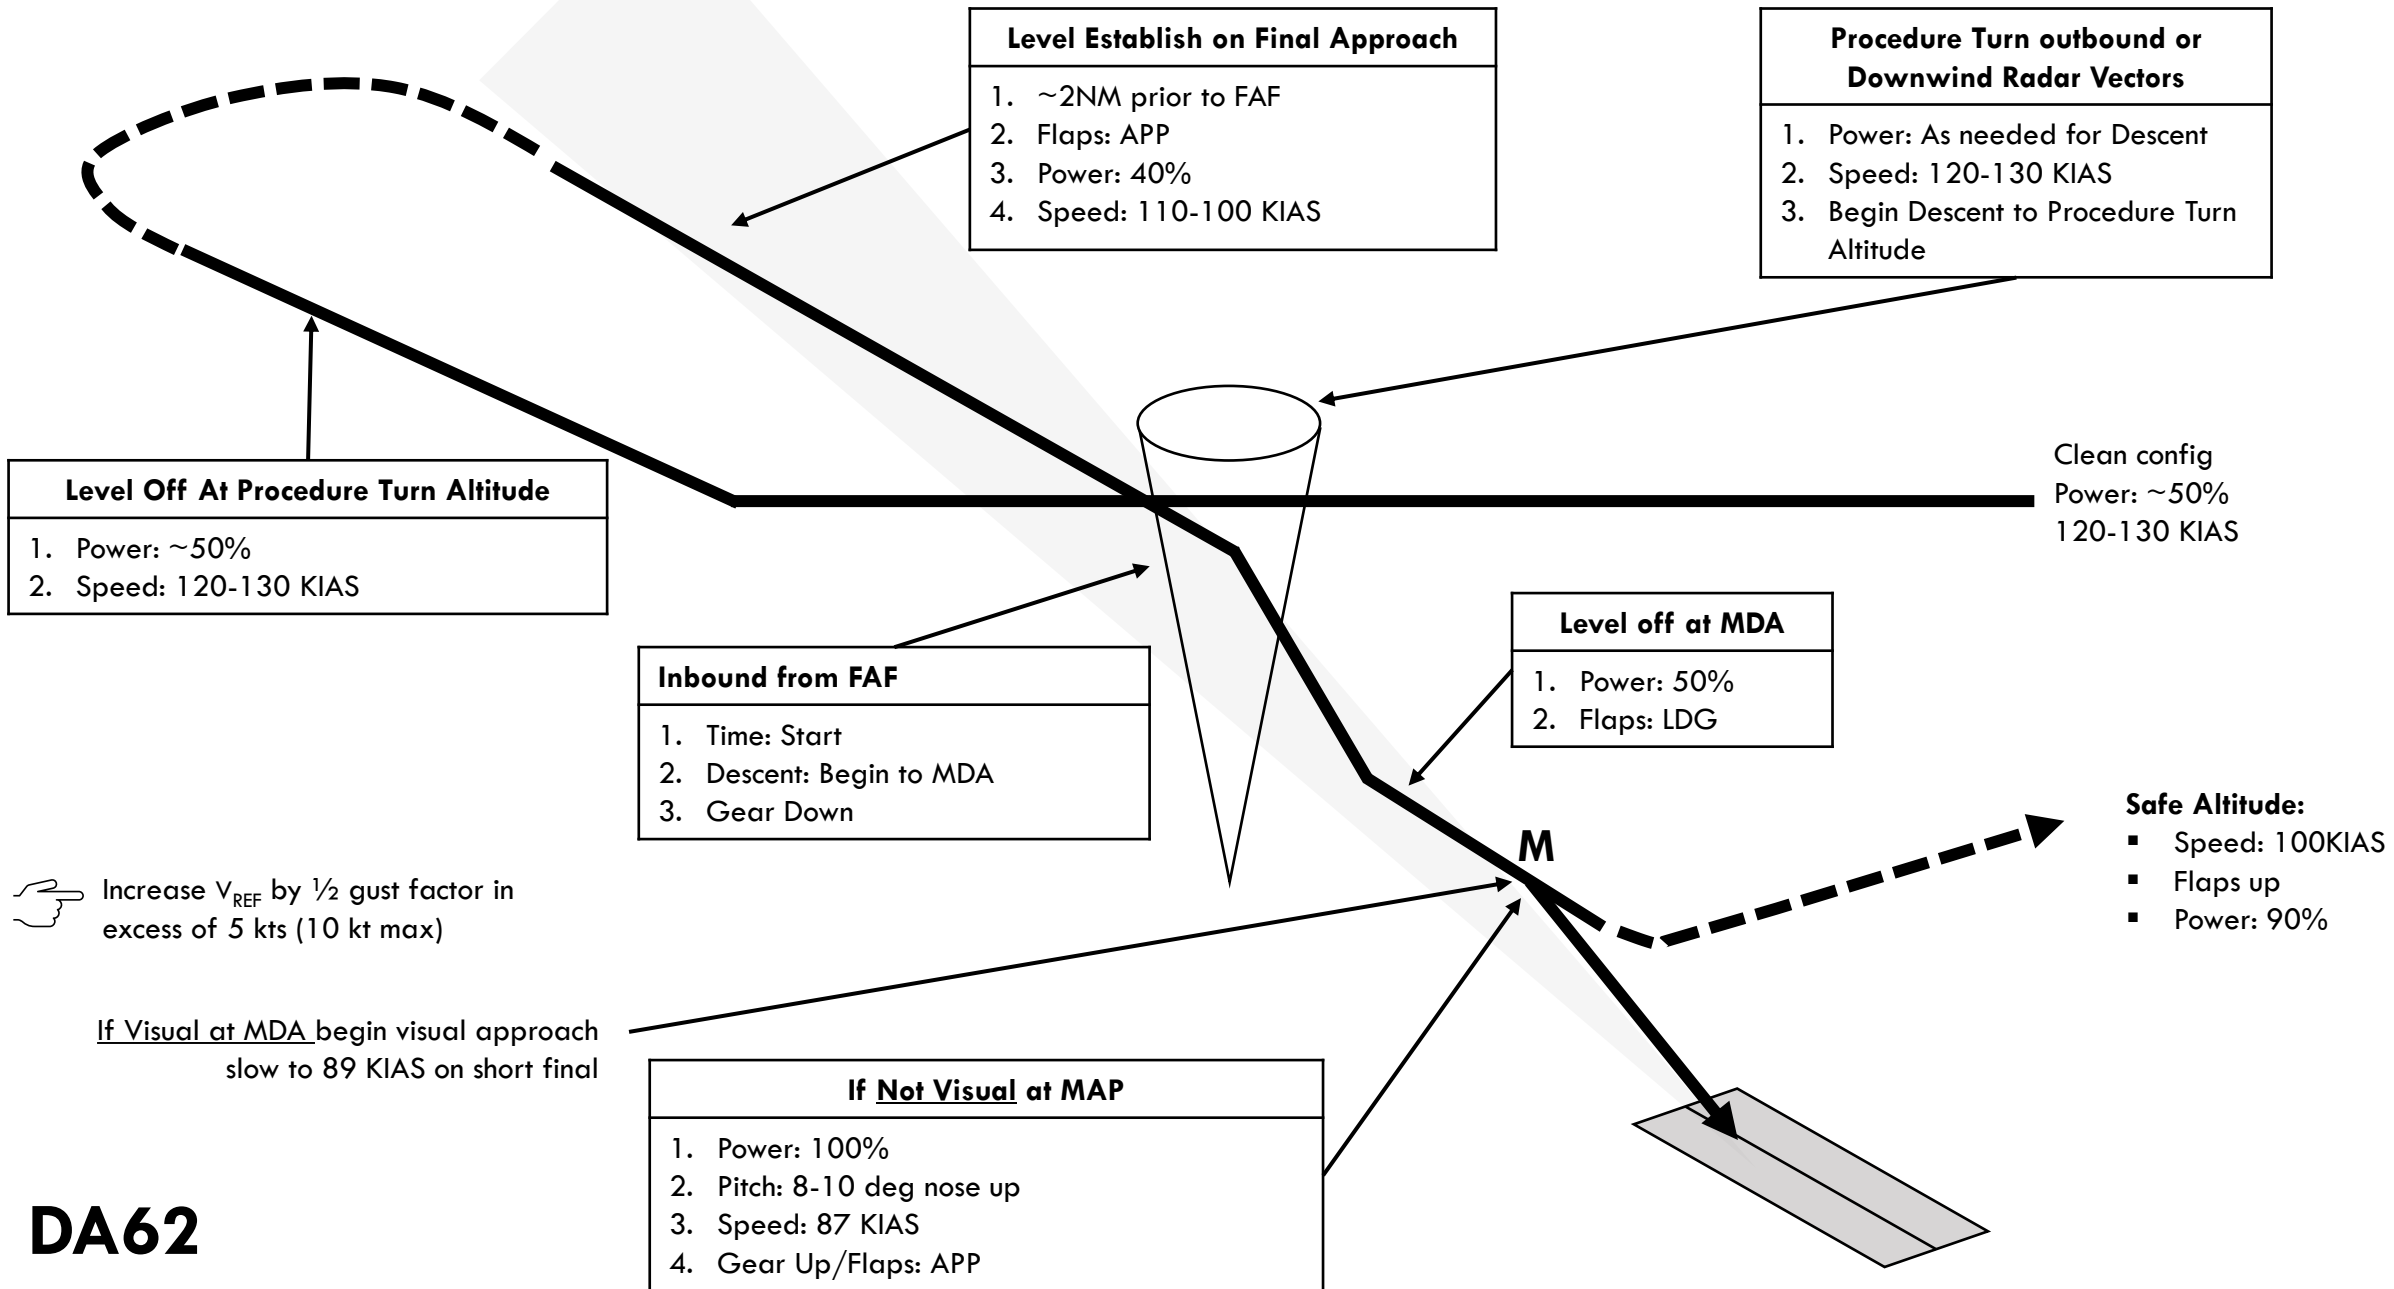 Level Establish on Final Approach
1. ~2NM prior to FAF
2. Flaps: APP
3. Power: 40%
4. Speed: 110-100 KIAS
Procedure Turn outbound or
Downwind Radar Vectors
1. Power: As needed for Descent
2. Speed: 120-130 KIAS
3. Begin Descent to Procedure Turn
Altitude
Clean config
Power: ~50%
120-130 KIAS
Level Off At Procedure Turn Altitude
1. Power: ~50%
2. Speed: 120-130 KIAS
Inbound from FAF
1. Time: Start
2. Descent: Begin to MDA
3. Gear Down
Level off at MDA
1. Power: 50%
2. Flaps: LDG
M
Safe Altitude:
▪ Speed: 100KIAS
▪ Flaps up
▪ Power: 90%
Increase VREF by ½ gust factor in
excess of 5 kts (10 kt max)
If Visual at MDA begin visual approach
slow to 89 KIAS on short final
If Not Visual at MAP
1. Power: 100%
2. Pitch: 8-10 deg nose up
3. Speed: 87 KIAS
4. Gear Up/Flaps: APP
DA62